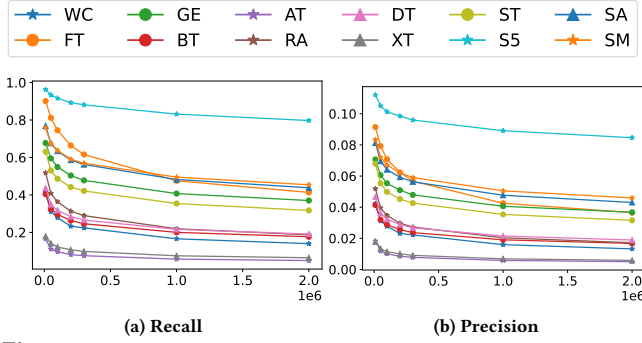 WC GE AT DT ST SA
FT BT RA XT S5 SM
1.0
0.8
0.6
0.4
0.2
0.0 0.5 1.0 1.5 2.0
1e6
(a) Recall
0.10
0.08
0.06
0.04
0.02
0.00
0.0 0.5 1.0 1.5 2.0
1e6
(b) Precision